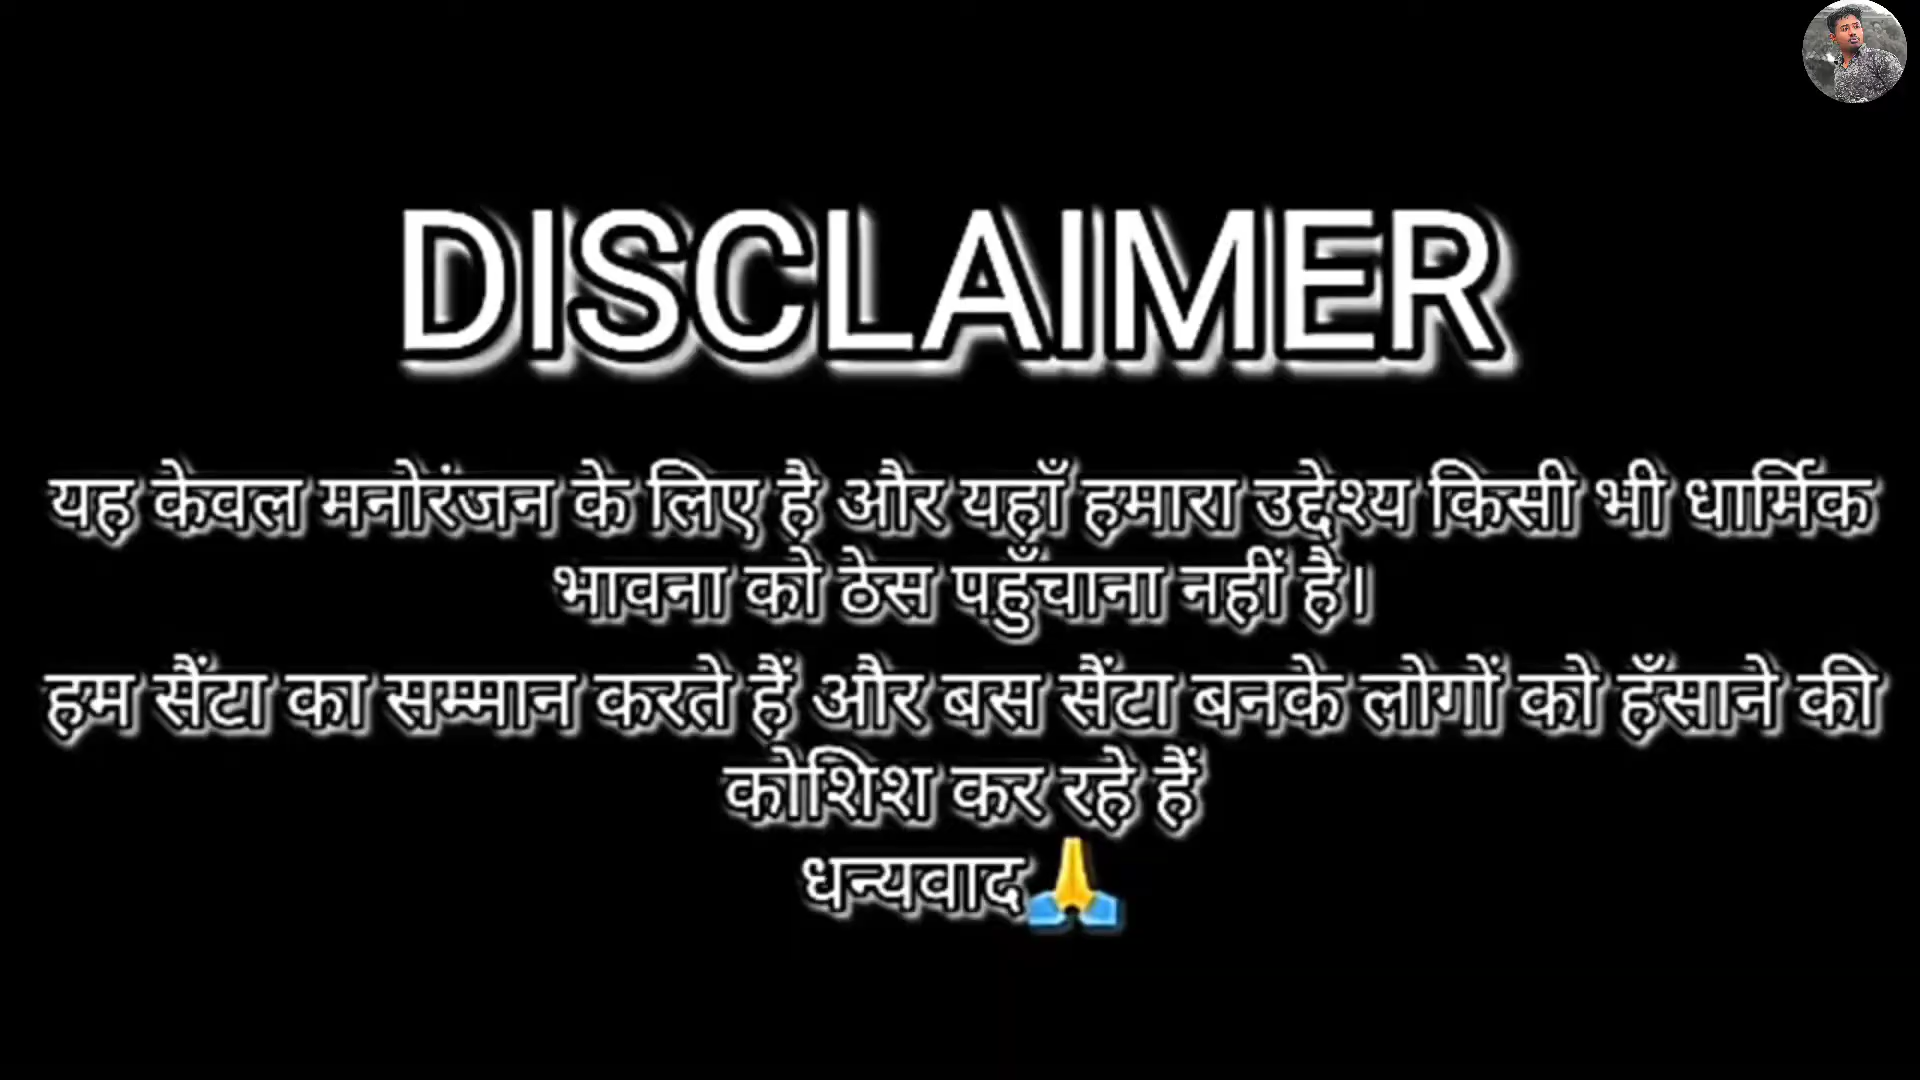 DISCLAIMER
यह केवल मनोरंजन के लिए है और यहाँ हमारा उद्देश्य किसी भी धार्मिक
भावना को ठेस पहुँचाना नहीं है।
हम सैंटा का सम्मान करते हैं और बस सैंटा बनके लोगों को हँसाने की
कोशिश कर रहे हैं
धन्यवाद🙏